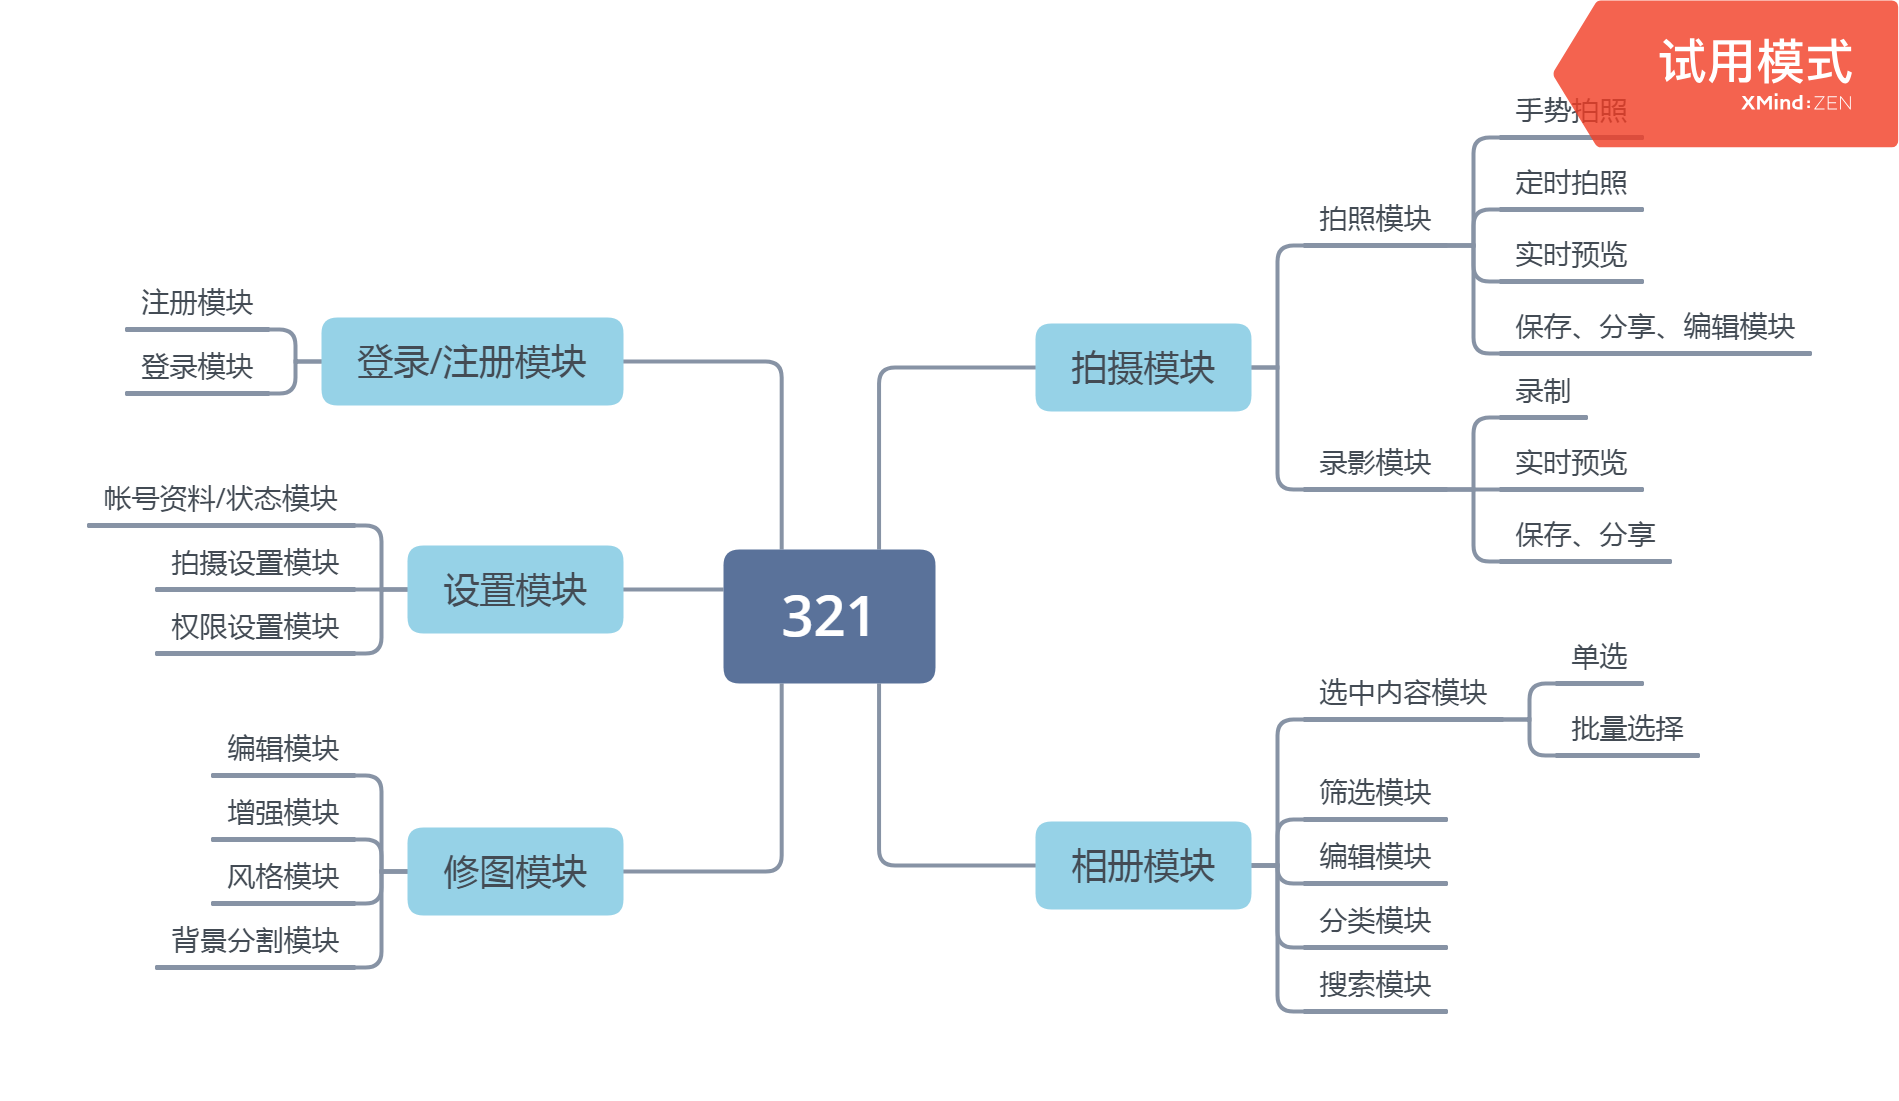 试用模式
XMind:ZEN
321
拍摄模块
拍照模块
手势拍照
定时拍照
实时预览
保存、分享、编辑模块
录影模块
录制
实时预览
保存、分享
相册模块
选中内容模块
单选
批量选择
筛选模块
编辑模块
分类模块
搜索模块
登录/注册模块
注册模块
登录模块
设置模块
帐号资料/状态模块
拍摄设置模块
权限设置模块
修图模块
编辑模块
增强模块
风格模块
背景分割模块